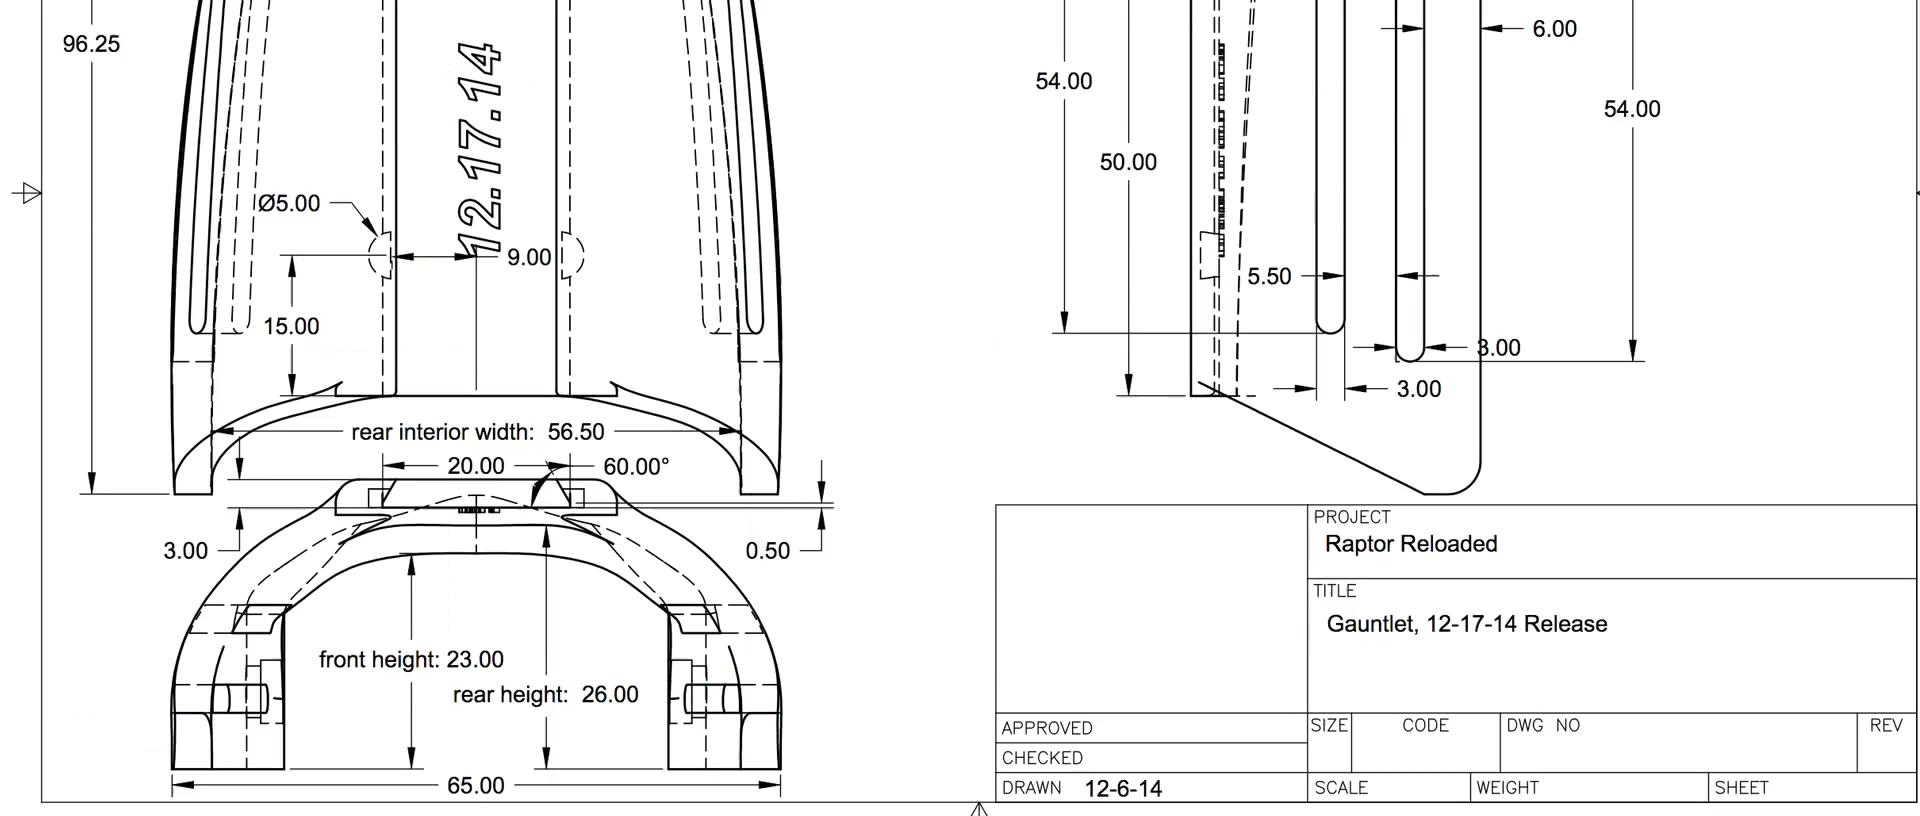 96.25
12.17.14
Ø5.00
9.00
15.00
rear interior width: 56.50
20.00
60.00°
3.00
0.50
front height: 23.00
rear height: 26.00
65.00
6.00
54.00
54.00
50.00
5.50
3.00
3.00
PROJECT
Raptor Reloaded
TITLE
Gauntlet, 12-17-14 Release
APPROVED
SIZE
CODE
DWG NO
REV
CHECKED
DRAWN 12-6-14
SCALE
WEIGHT
SHEET